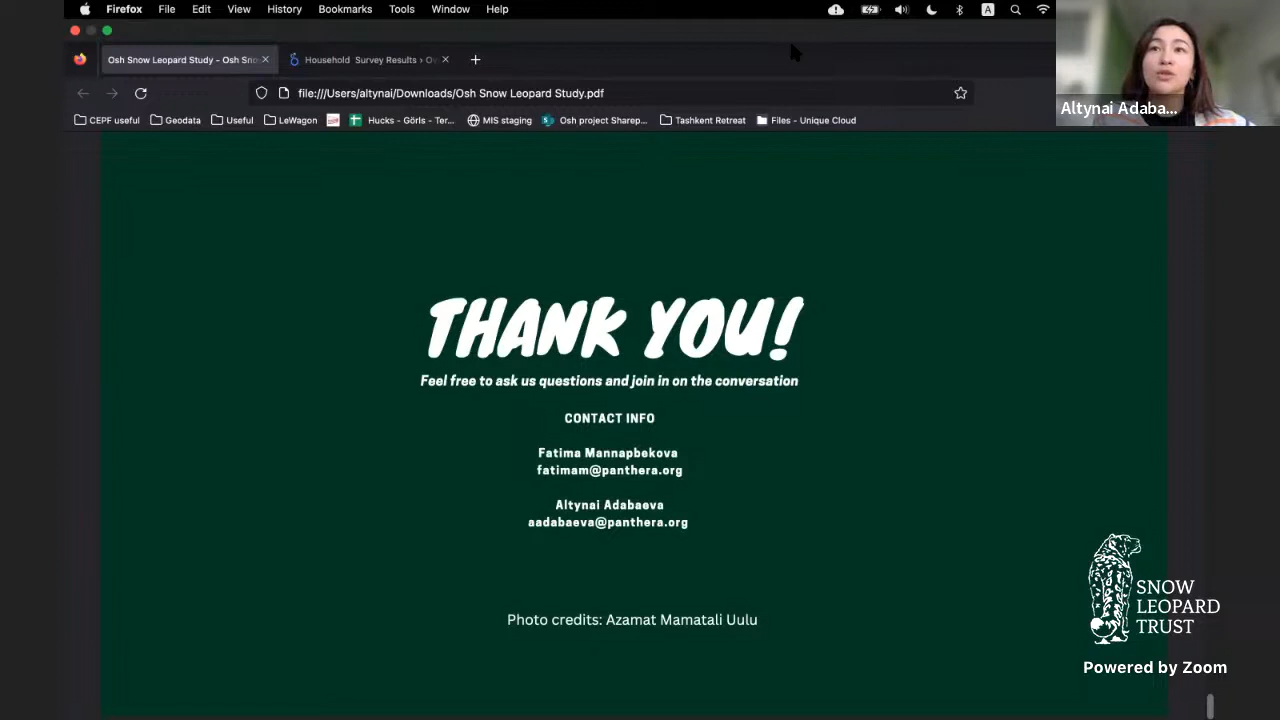 Firefox File Edit View History Bookmarks Tools Window Help A
Osh Snow Leopard Study - Osh Sno
Household Survey Results › Ov
file:///Users/altynai/Downloads/Osh Snow Leopard Study.pdf
CEPF useful Geodata Useful LeWagon Hucks - Görls - Ter... MIS staging Osh project Sharep... Tashkent Retreat Files - Unique Cloud
Altynai Adaba...
THANK YOU!
Feel free to ask us questions and join in on the conversation
CONTACT INFO
Fatima Mannapbekova
fatimam@panthera.org
Altynai Adabaeva
aadabaeva@panthera.org
Photo credits: Azamat Mamatali Uulu
SNOW
LEOPARD
TRUST
Powered by Zoom